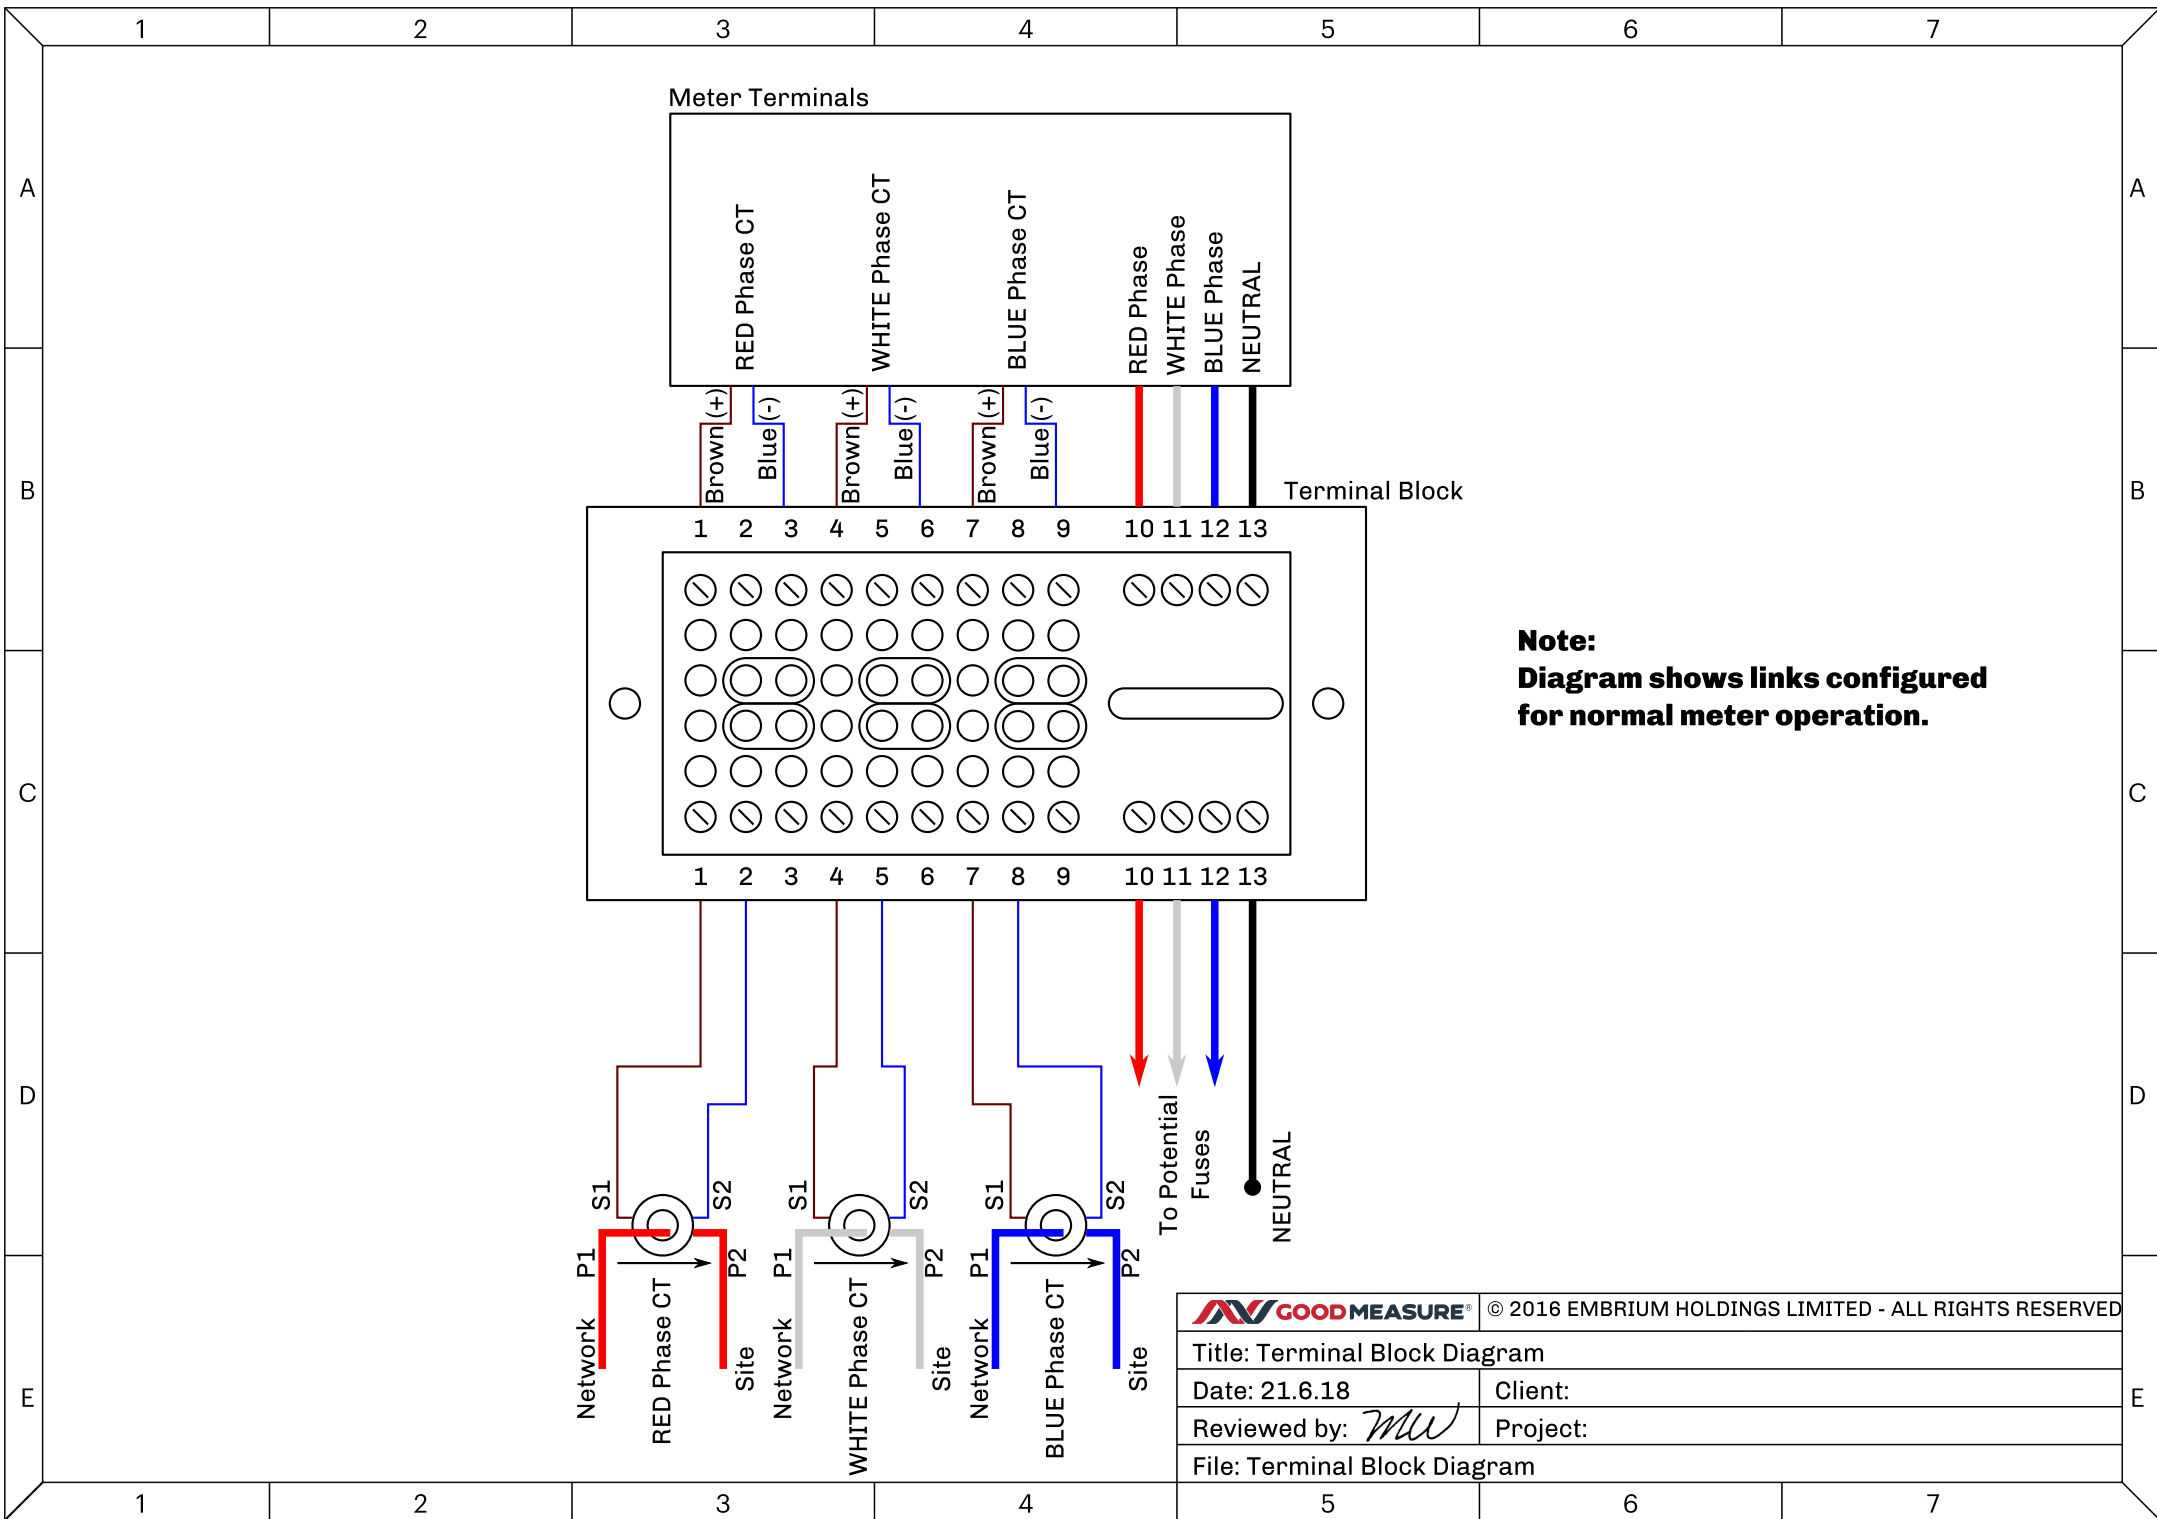 1 2 3 4 5 6 7
A A
B B
C C
D D
E E
Meter Terminals
RED Phase CT
WHITE Phase CT
BLUE Phase CT
RED Phase
WHITE Phase
BLUE Phase
NEUTRAL
Brown (+)
Blue (-)
Brown (+)
Blue (-)
Brown (+)
Blue (-)
Terminal Block
1 2 3 4 5 6 7 8 9 10 11 12 13
Note:
Diagram shows links configured
for normal meter operation.
1 2 3 4 5 6 7 8 9 10 11 12 13
S1
S2
S1
S2
S1
S2
To Potential
Fuses
NEUTRAL
P1
P2
P1
P2
P1
P2
Network
RED Phase CT
Site
Network
WHITE Phase CT
Site
Network
BLUE Phase CT
Site
GOODMEASURE® © 2016 EMBRIUM HOLDINGS LIMITED - ALL RIGHTS RESERVED
Title: Terminal Block Diagram
Date: 21.6.18 Client:
Reviewed by: MW Project:
File: Terminal Block Diagram
1 2 3 4 5 6 7